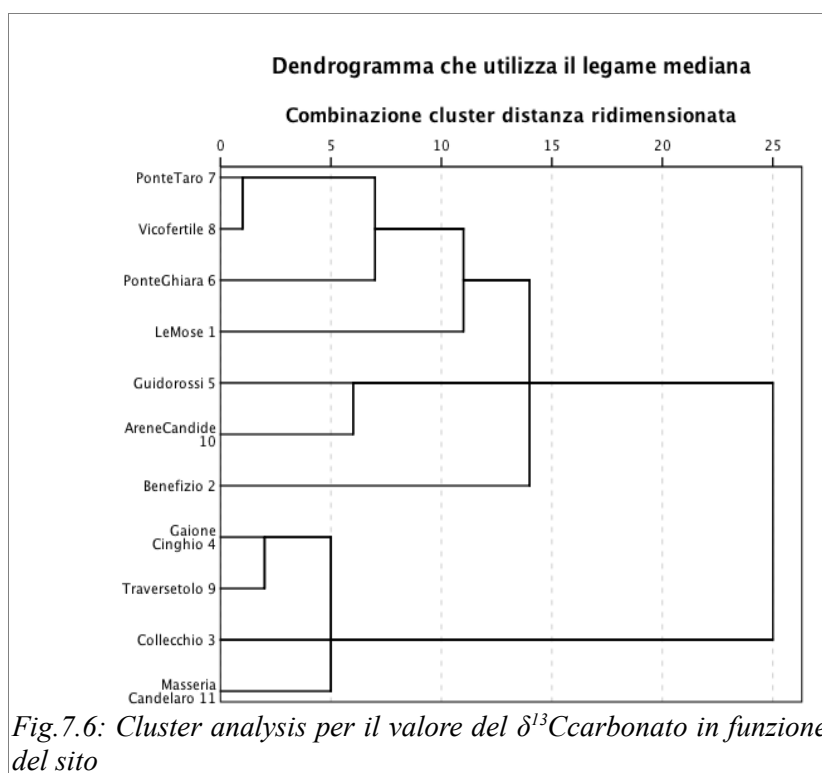 Dendrogramma che utilizza il legame mediana
Combinazione cluster distanza ridimensionata
0 5 10 15 20 25
PonteTaro 7
Vicofertile 8
PonteGhiara 6
LeMose 1
Guidorossi 5
AreneCandide
10
Benefizio 2
Gaione
Cinghio 4
Traversetolo 9
Collecchio 3
Masseria
Candelaro 11
Fig.7.6: Cluster analysis per il valore del δ¹³Ccarbonato in funzione
del sito